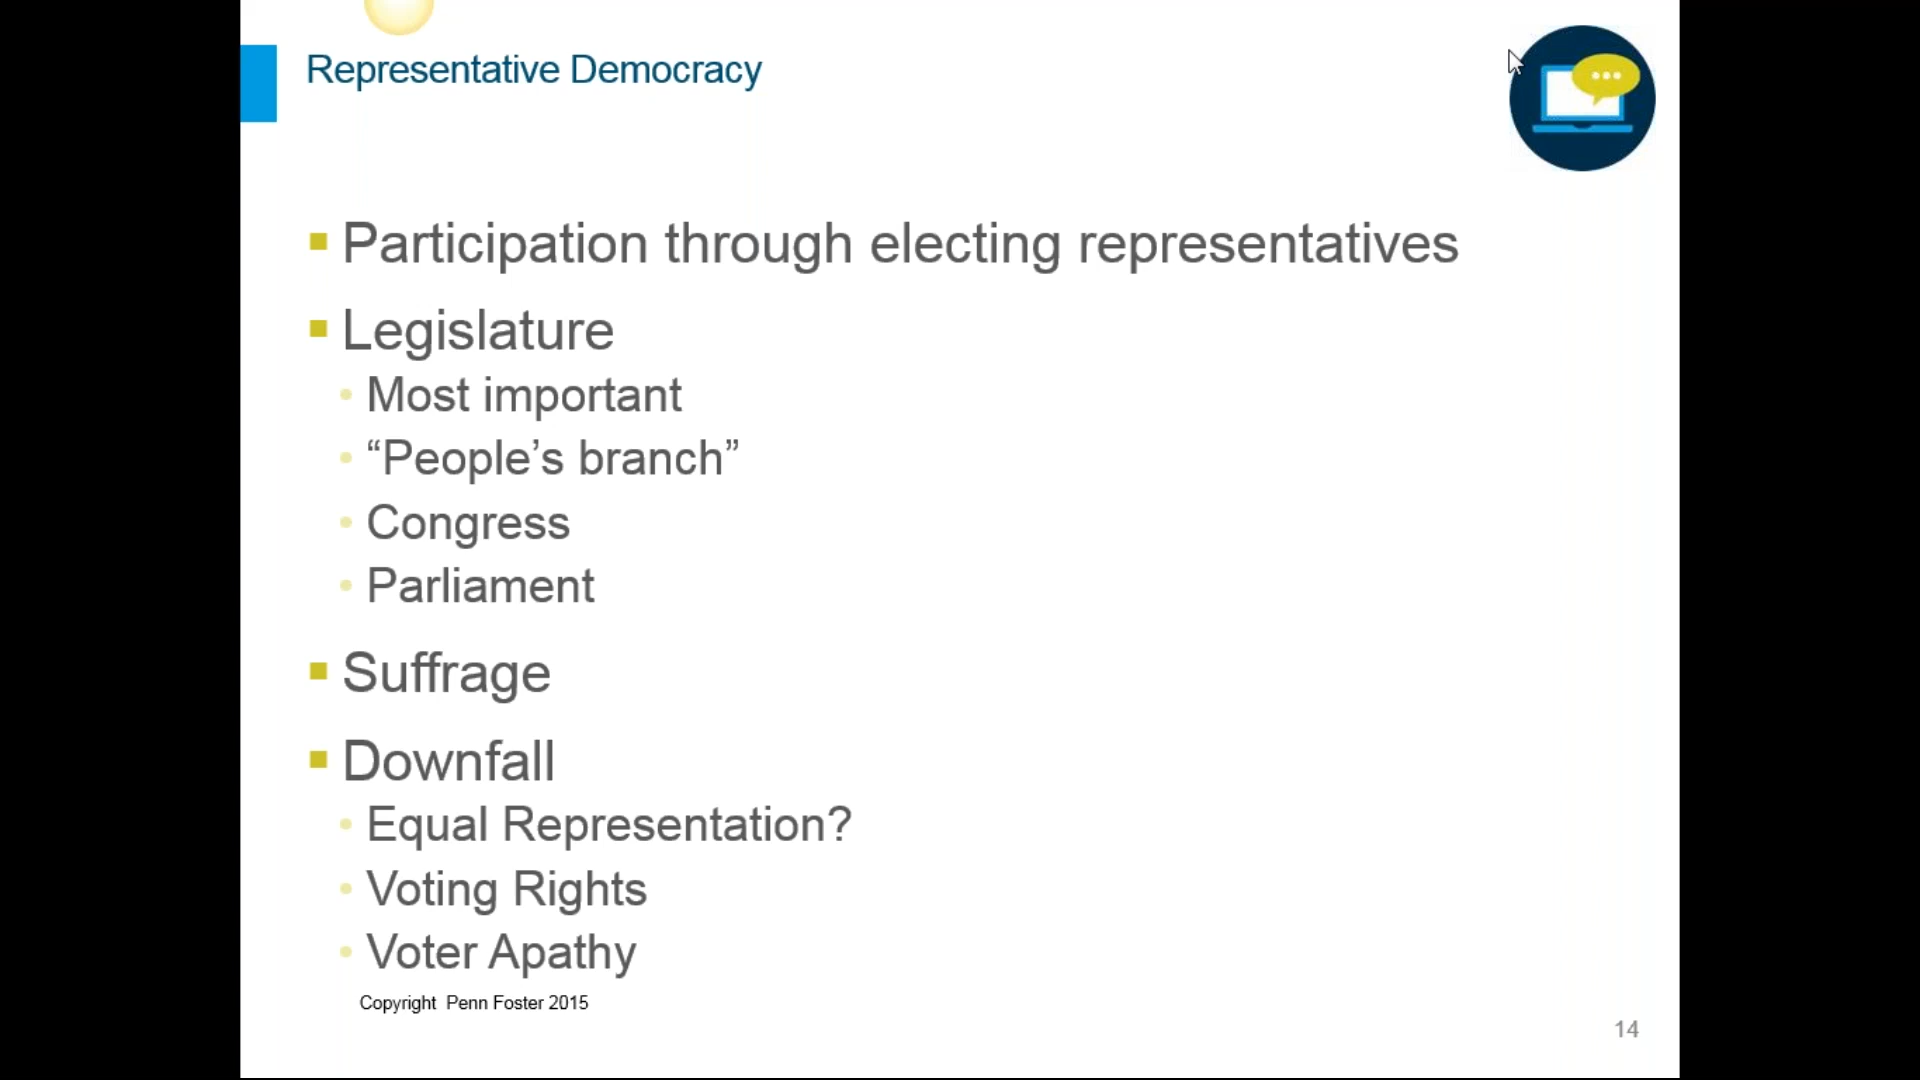 Representative Democracy
Participation through electing representatives
Legislature
Most important
“People’s branch”
Congress
Parliament
Suffrage
Downfall
Equal Representation?
Voting Rights
Voter Apathy
Copyright Penn Foster 2015
14